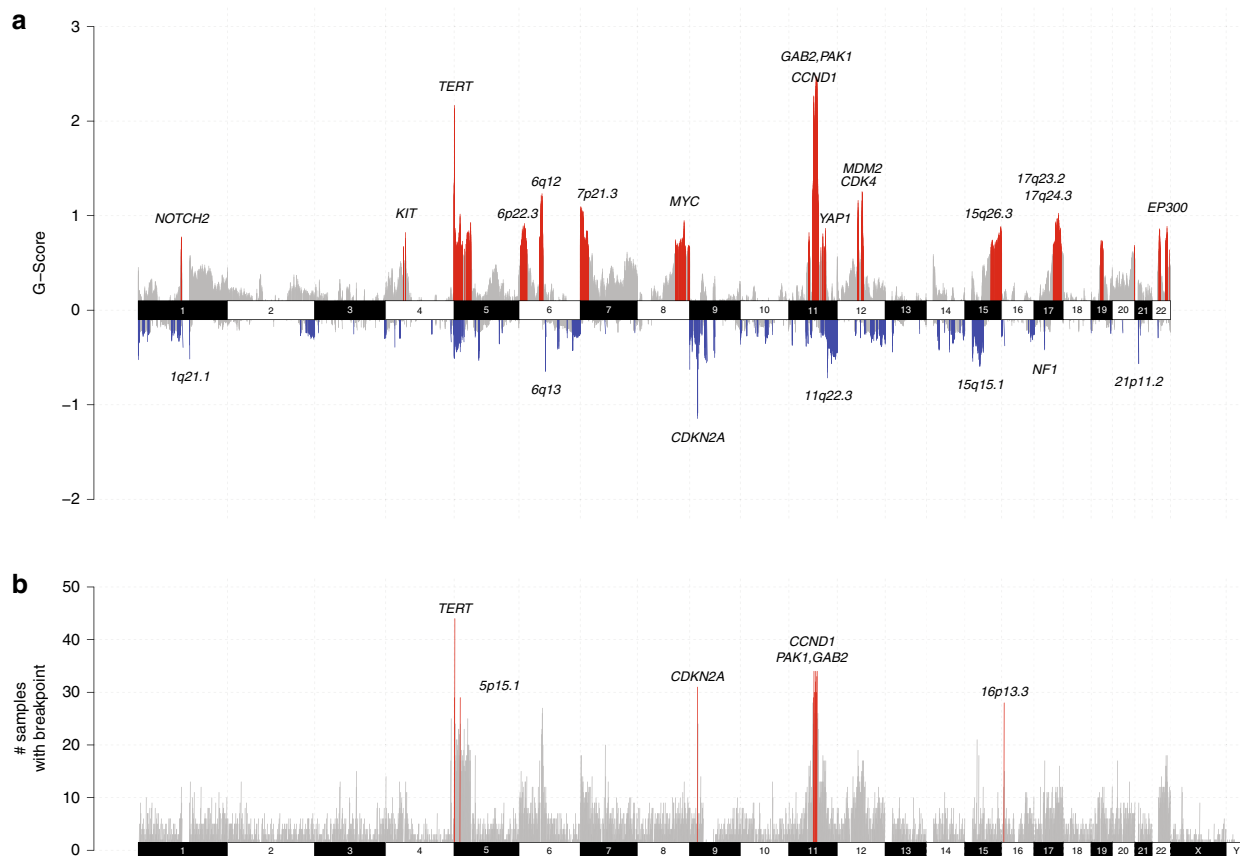 a
3
2
1
0
−1
−2
G−Score
GAB2,PAK1
CCND1
TERT
NOTCH2
KIT
6p22.3
6q12
7p21.3
MYC
YAP1
MDM2
CDK4
15q26.3
17q23.2
17q24.3
EP300
1 2 3 4 5 6 7 8 9 10 11 12 13 14 15 16 17 18 19 20 21 22
1q21.1
6q13
CDKN2A
11q22.3
15q15.1
NF1
21p11.2
b
50
40
30
20
10
0
# samples
with breakpoint
TERT
5p15.1
CDKN2A
CCND1
PAK1,GAB2
16p13.3
1 2 3 4 5 6 7 8 9 10 11 12 13 14 15 16 17 18 19 20 21 22 X Y